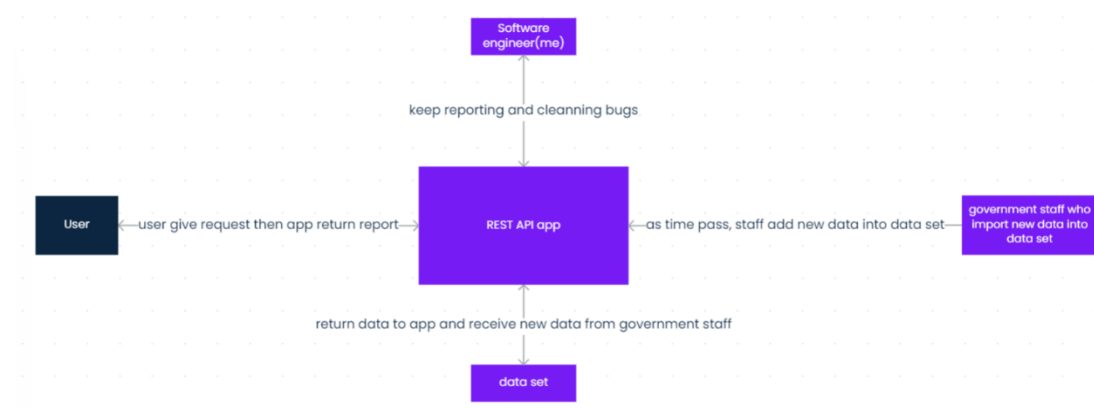 Software
engineer(me)
keep reporting and cleanning bugs
User
user give request then app return report
REST API app
as time pass, staff add new data into data set
government staff who
import new data into
data set
return data to app and receive new data from government staff
data set